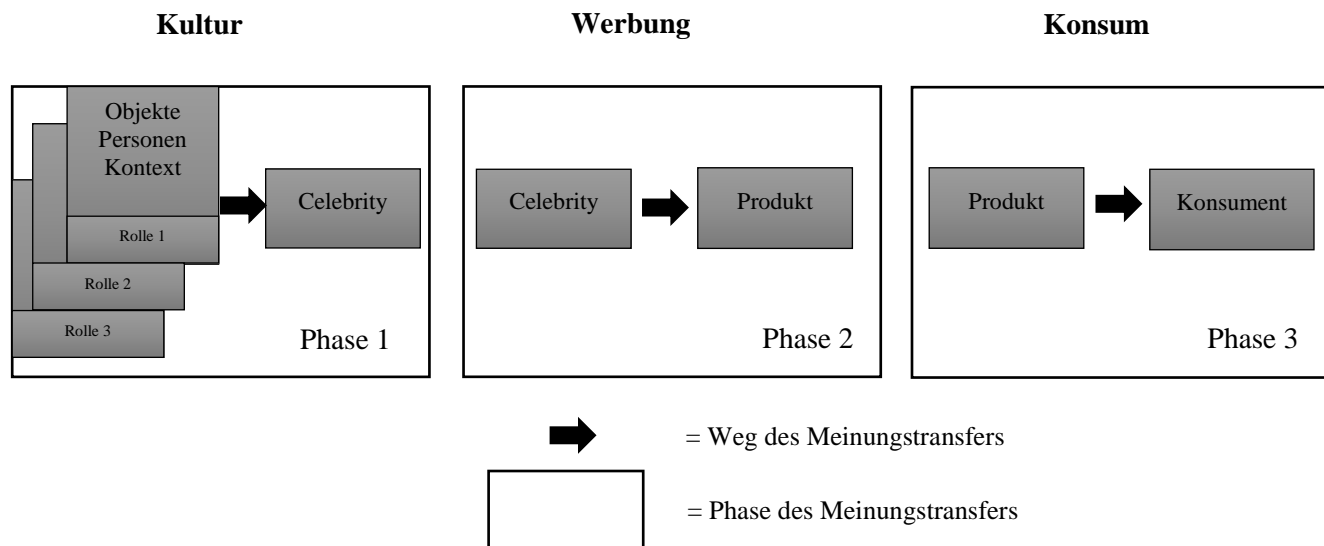 Kultur
Werbung
Konsum
Objekte
Personen
Kontext
Rolle 1
Rolle 2
Rolle 3
Celebrity
Phase 1
Celebrity
Produkt
Phase 2
Produkt
Konsument
Phase 3
= Weg des Meinungstransfers
= Phase des Meinungstransfers